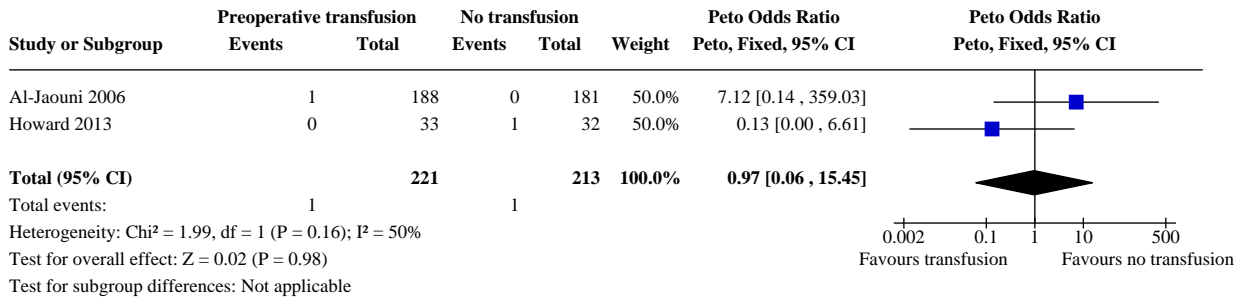 Preoperative transfusion No transfusion Peto Odds Ratio Peto Odds Ratio
Study or Subgroup Events Total Events Total Weight Peto, Fixed, 95% CI Peto, Fixed, 95% CI
Al-Jaouni 2006 1 188 0 181 50.0% 7.12 [0.14 , 359.03]
Howard 2013 0 33 1 32 50.0% 0.13 [0.00 , 6.61]
Total (95% CI) 221 213 100.0% 0.97 [0.06 , 15.45]
Total events: 1 1
Heterogeneity: Chi² = 1.99, df = 1 (P = 0.16); I² = 50%
0.002 0.1 1 10 500
Test for overall effect: Z = 0.02 (P = 0.98)
Favours transfusion Favours no transfusion
Test for subgroup differences: Not applicable